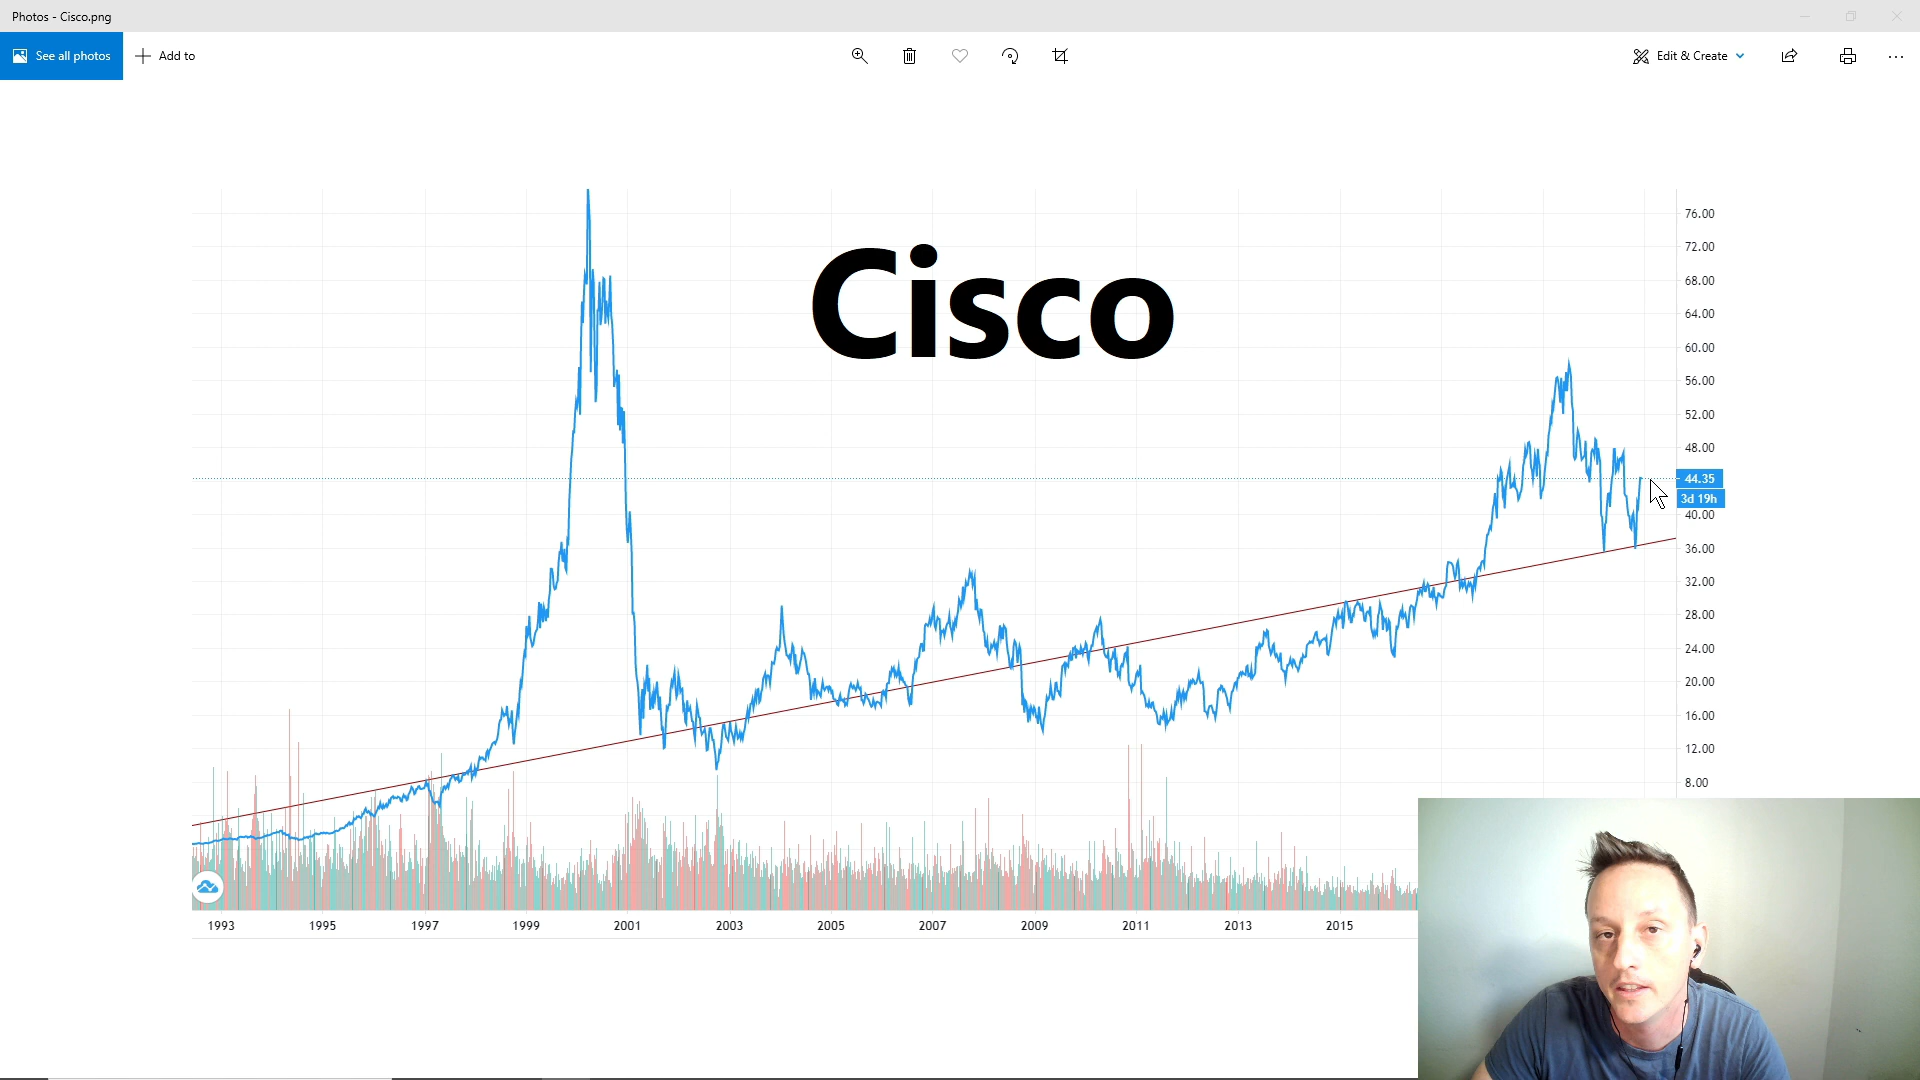 Photos - Cisco.png
See all photos
Add to
Edit & Create
Cisco
76.00
72.00
68.00
64.00
60.00
56.00
52.00
48.00
44.35
3d 19h
40.00
36.00
32.00
28.00
24.00
20.00
16.00
12.00
8.00
1993 1995 1997 1999 2001 2003 2005 2007 2009 2011 2013 2015